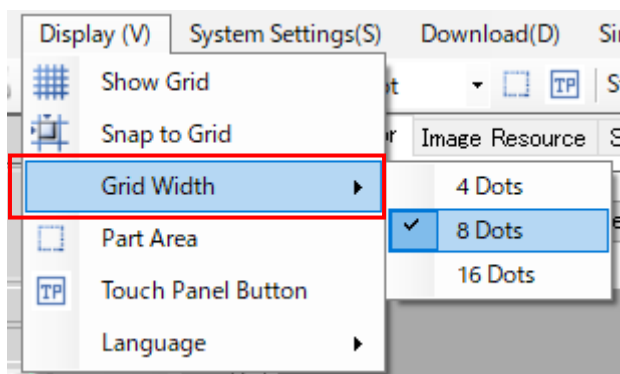 Display (V) System Settings(S) Download(D)
Show Grid
TP
Snap to Grid
Image Resource
Grid Width
4 Dots
Part Area
8 Dots
TP Touch Panel Button
16 Dots
Language